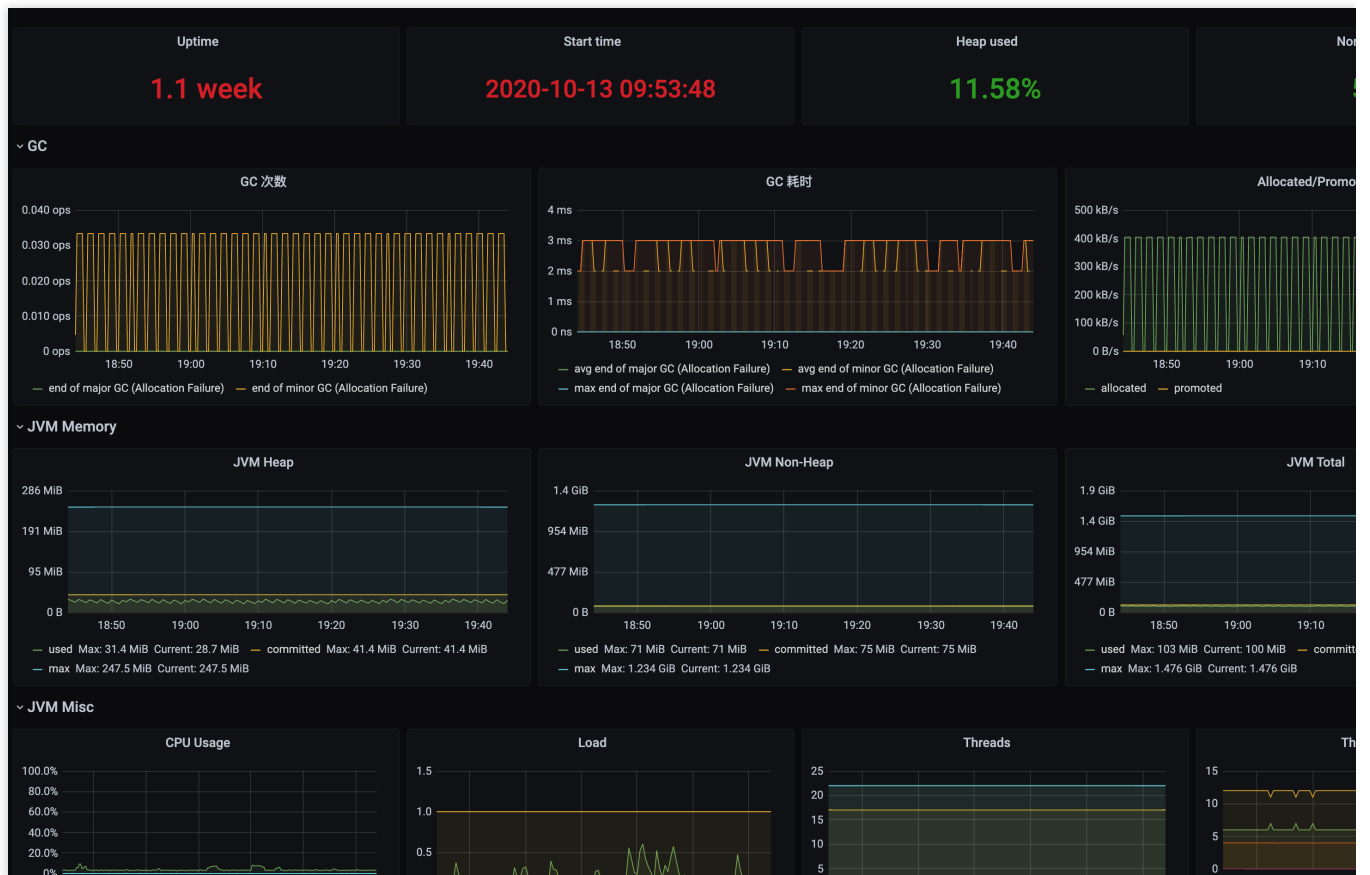 Uptime
1.1 week
Start time
2020-10-13 09:53:48
Heap used
11.58%
GC
GC 次数
0.040 ops
0.030 ops
0.020 ops
0.010 ops
0 ops
18:50 19:00 19:10 19:20 19:30 19:40
end of major GC (Allocation Failure) end of minor GC (Allocation Failure)
GC 耗时
4 ms
3 ms
2 ms
1 ms
0 ns
18:50 19:00 19:10 19:20 19:30 19:40
avg end of major GC (Allocation Failure) avg end of minor GC (Allocation Failure)
max end of major GC (Allocation Failure) max end of minor GC (Allocation Failure)
Allocated/Promo
500 kB/s
400 kB/s
300 kB/s
200 kB/s
100 kB/s
0 B/s
18:50 19:00 19:10
allocated promoted
JVM Memory
JVM Heap
286 MiB
191 MiB
95 MiB
0 B
18:50 19:00 19:10 19:20 19:30 19:40
used Max: 31.4 MiB Current: 28.7 MiB committed Max: 41.4 MiB Current: 41.4 MiB
max Max: 247.5 MiB Current: 247.5 MiB
JVM Non-Heap
1.4 GiB
954 MiB
477 MiB
0 B
18:50 19:00 19:10 19:20 19:30 19:40
used Max: 71 MiB Current: 71 MiB committed Max: 75 MiB Current: 75 MiB
max Max: 1.234 GiB Current: 1.234 GiB
JVM Total
1.9 GiB
1.4 GiB
954 MiB
477 MiB
0 B
18:50 19:00 19:10
used Max: 103 MiB Current: 100 MiB committ
max Max: 1.476 GiB Current: 1.476 GiB
JVM Misc
CPU Usage
100.0%
80.0%
60.0%
40.0%
20.0%
0%
Load
1.5
1.0
0.5
Threads
25
20
15
10
5
Th
15
10
5
0